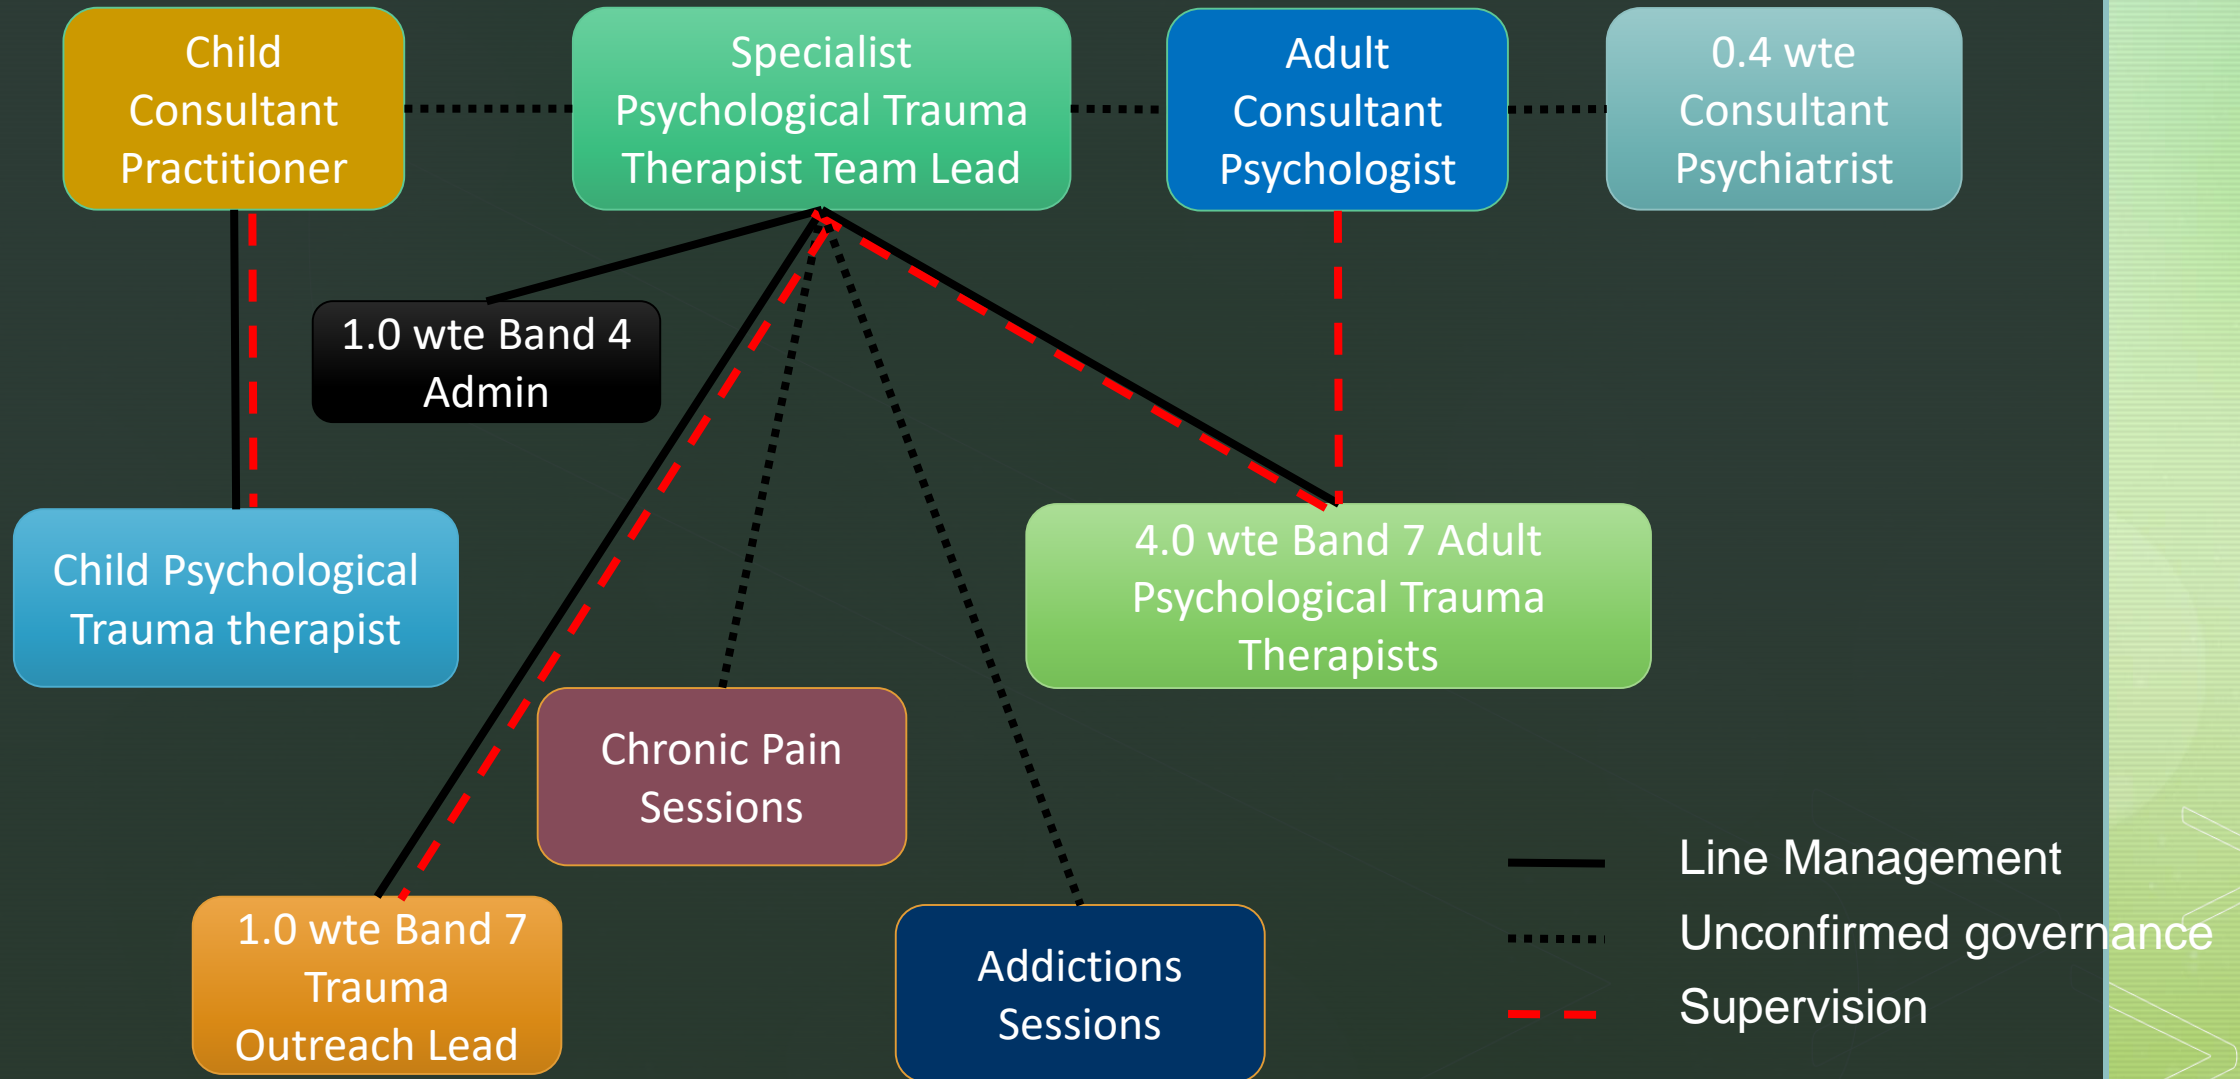 Child
Consultant
Practitioner
Specialist
Psychological Trauma
Therapist Team Lead
Adult
Consultant
Psychologist
0.4 wte
Consultant
Psychiatrist
1.0 wte Band 4
Admin
Child Psychological
Trauma therapist
4.0 wte Band 7 Adult
Psychological Trauma
Therapists
Chronic Pain
Sessions
1.0 wte Band 7
Trauma
Outreach Lead
Addictions
Sessions
Line Management
Unconfirmed governance
Supervision